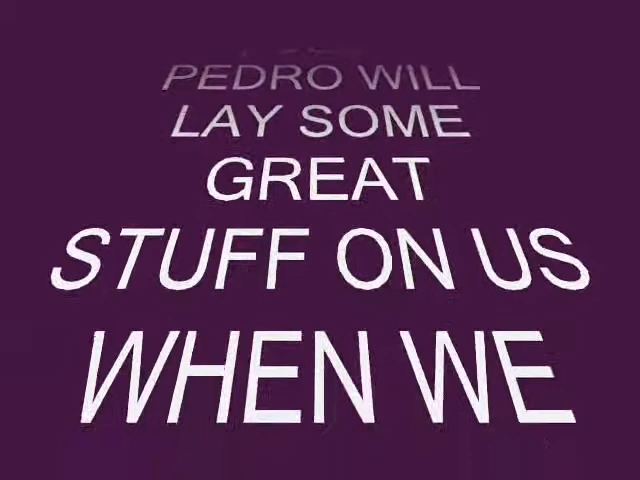 PEDRO WILL
LAY SOME
GREAT
STUFF ON US
WHEN WE